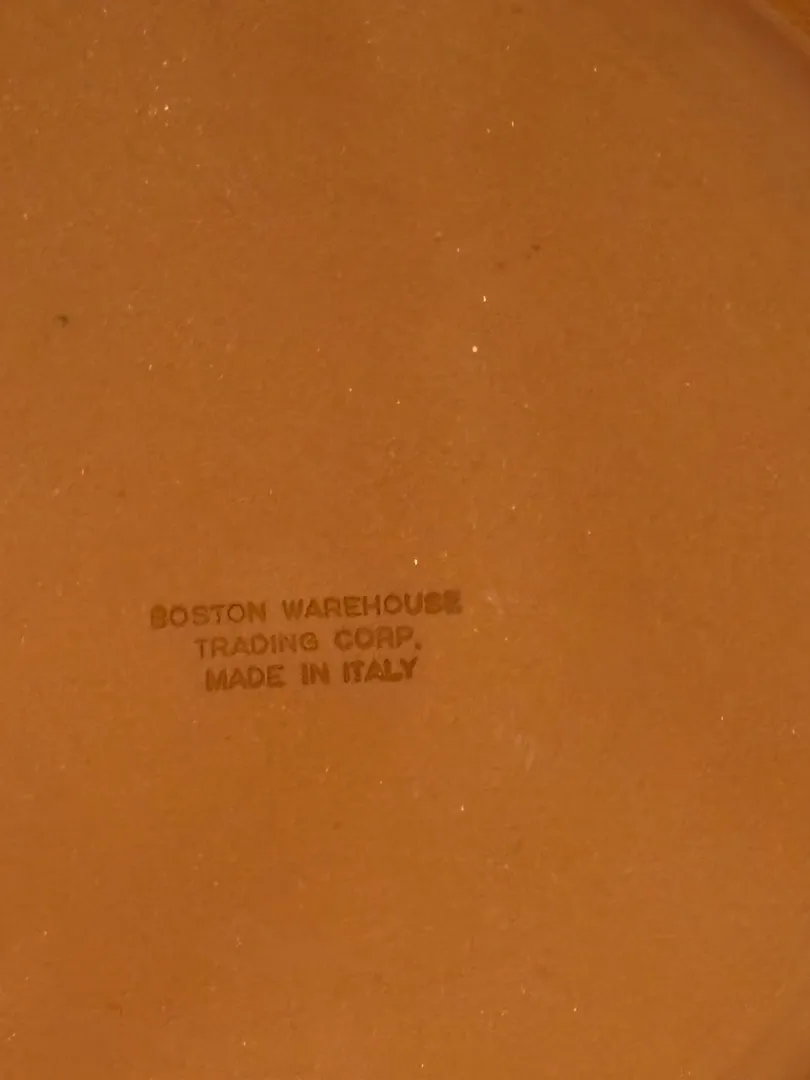 BOSTON WAREHOUSE
TRADING CORP.
MADE IN ITALY